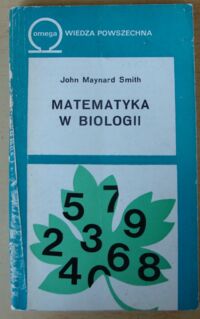 omega WIEDZA POWSZECHNA
John Maynard Smith
MATEMATYKA
W BIOLOGII
5 7
2 3 9
4 0 6 8